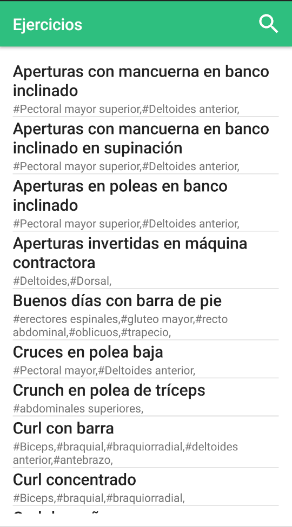 Ejercicios
Aperturas con mancuerna en banco
inclinado
#Pectoral mayor superior,#Deltoides anterior,
Aperturas con mancuerna en banco
inclinado en supinación
#Pectoral mayor superior,#Deltoides anterior,
Aperturas en poleas en banco
inclinado
#Pectoral mayor superior,#Deltoides anterior,
Aperturas invertidas en máquina
contractora
#Deltoides,#Dorsal,
Buenos días con barra de pie
#erectores espinales,#gluteo mayor,#recto
abdominal,#oblicuos,#trapecio,
Cruces en polea baja
#Pectoral mayor,#Deltoides anterior,
Crunch en polea de tríceps
#abdominales superiores,
Curl con barra
#Biceps,#braquial,#braquiorradial,#deltoides
anterior,#antebrazo,
Curl concentrado
#Biceps,#braquial,#braquiorradial,